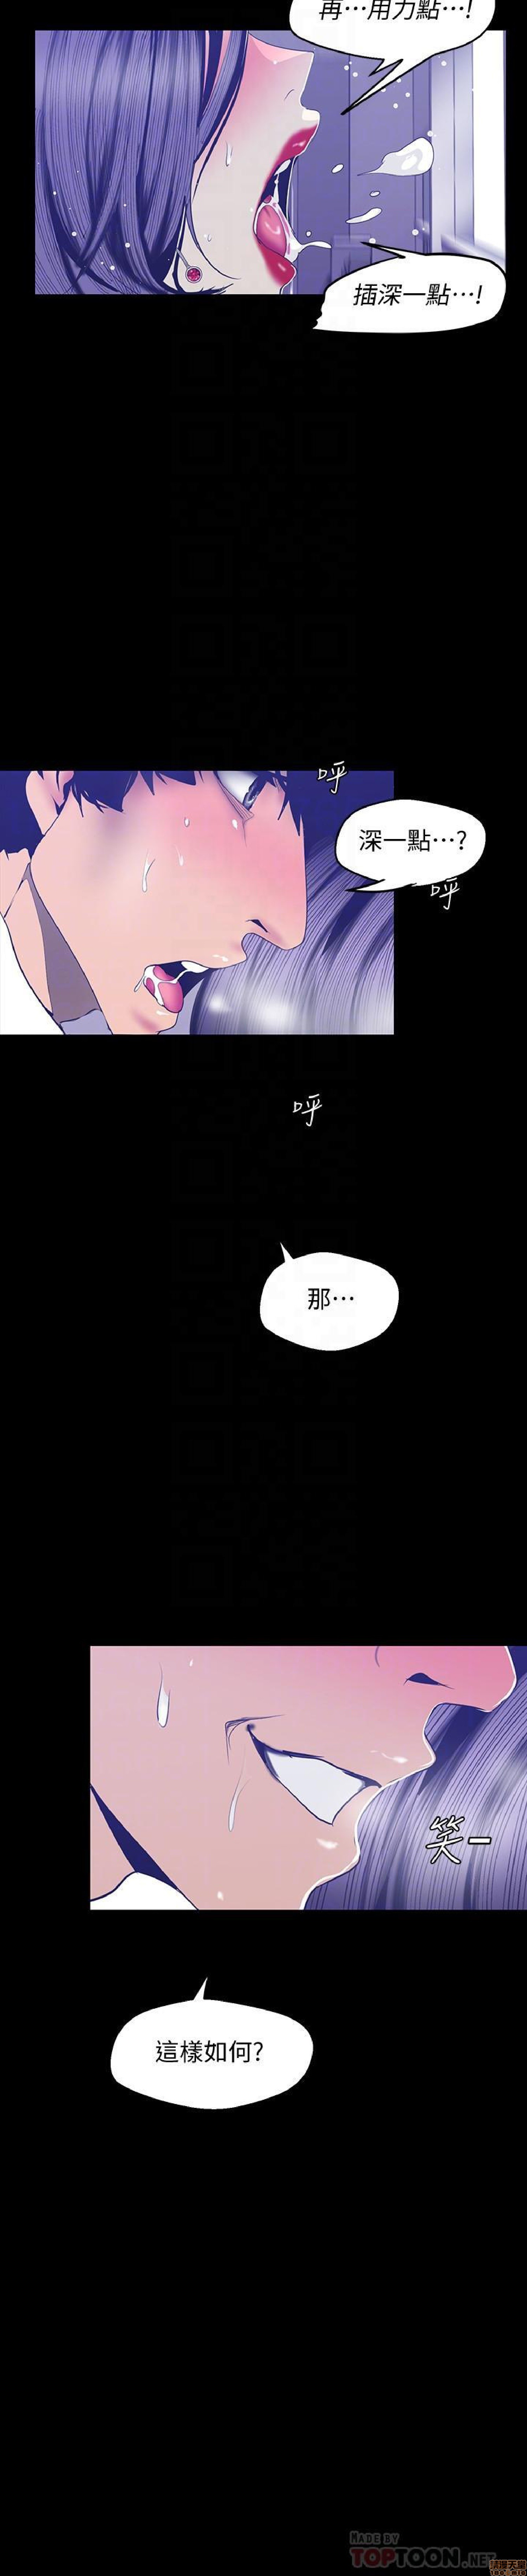 再…用力點…!
插深一點…!
呼
深一點…?
呼
呼
那…
笑-
這樣如何?
MADE BY
TOPTOON.NET